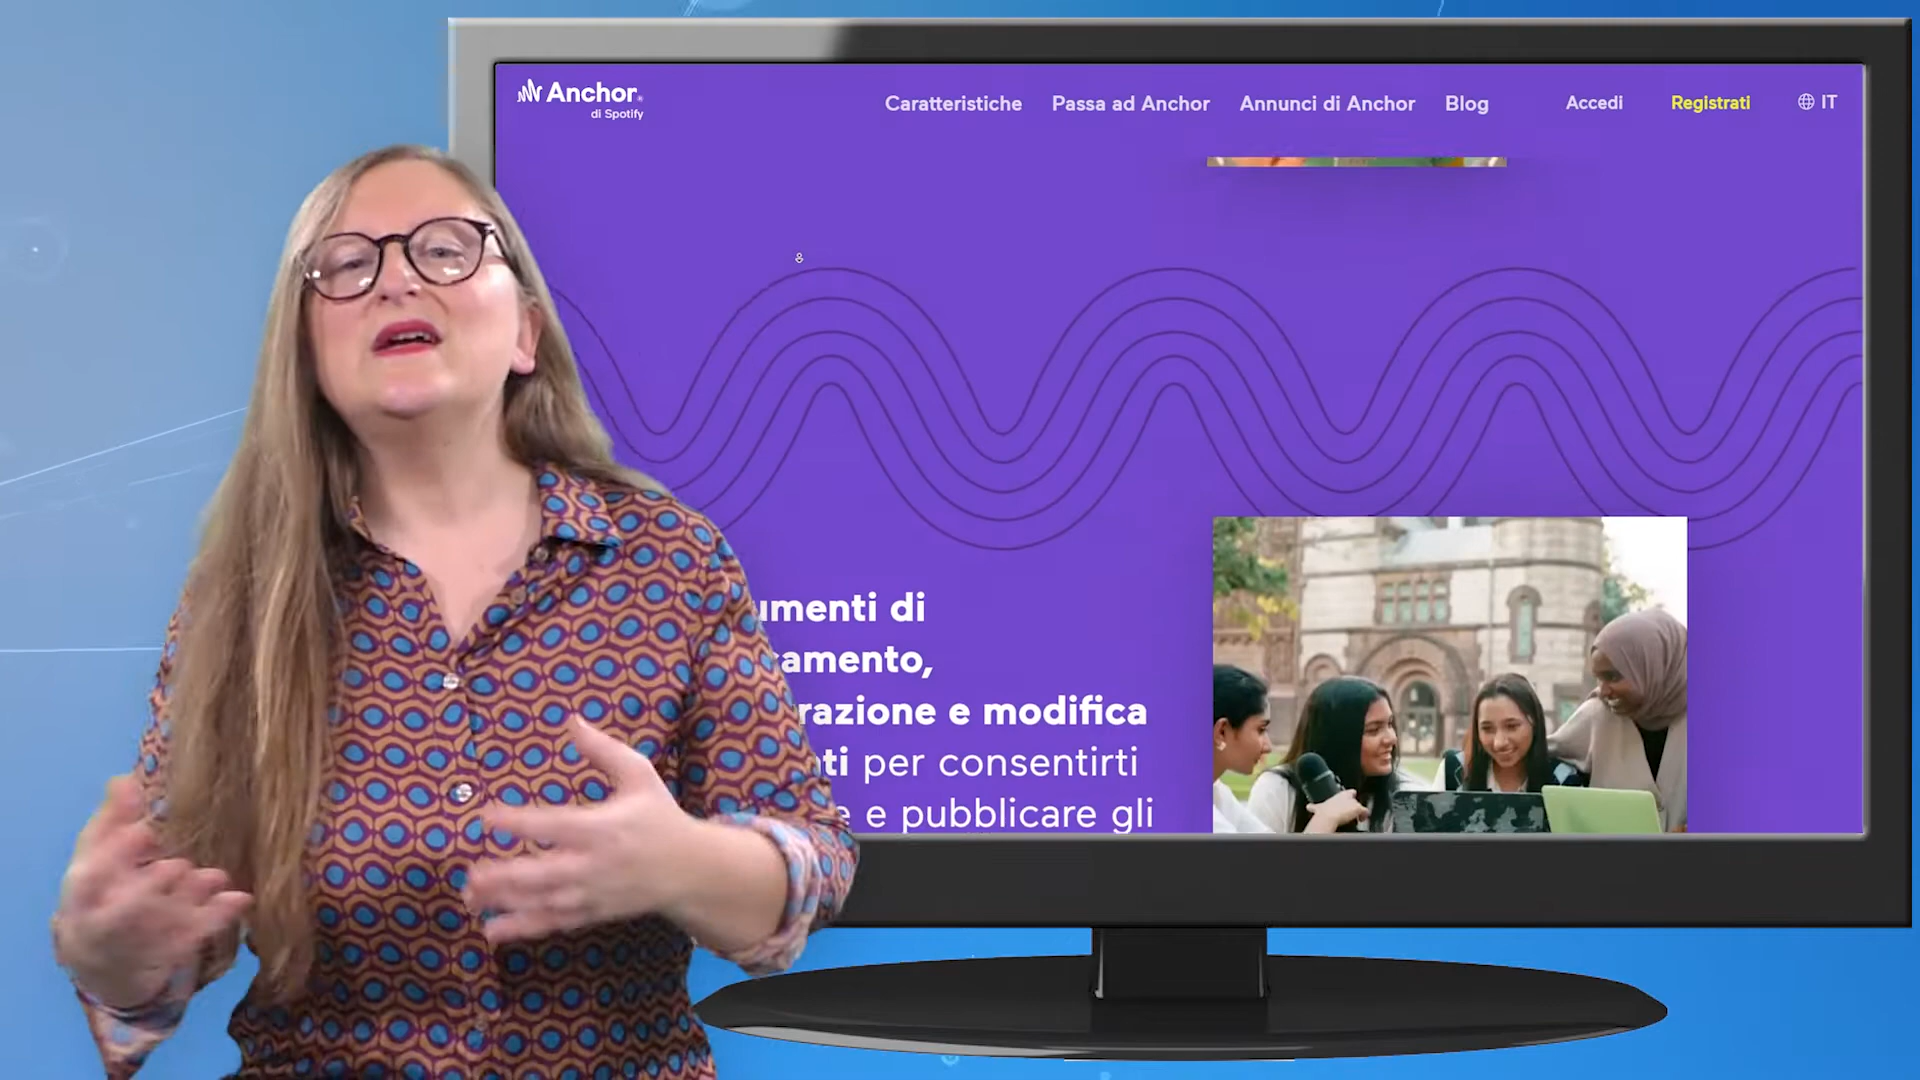 Anchor
di Spotify
Caratteristiche
Passa ad Anchor
Annunci di Anchor
Blog
Accedi
Registrati
IT
umenti di
camento,
razione e modifica
ti per consentirti
e e pubblicare gli